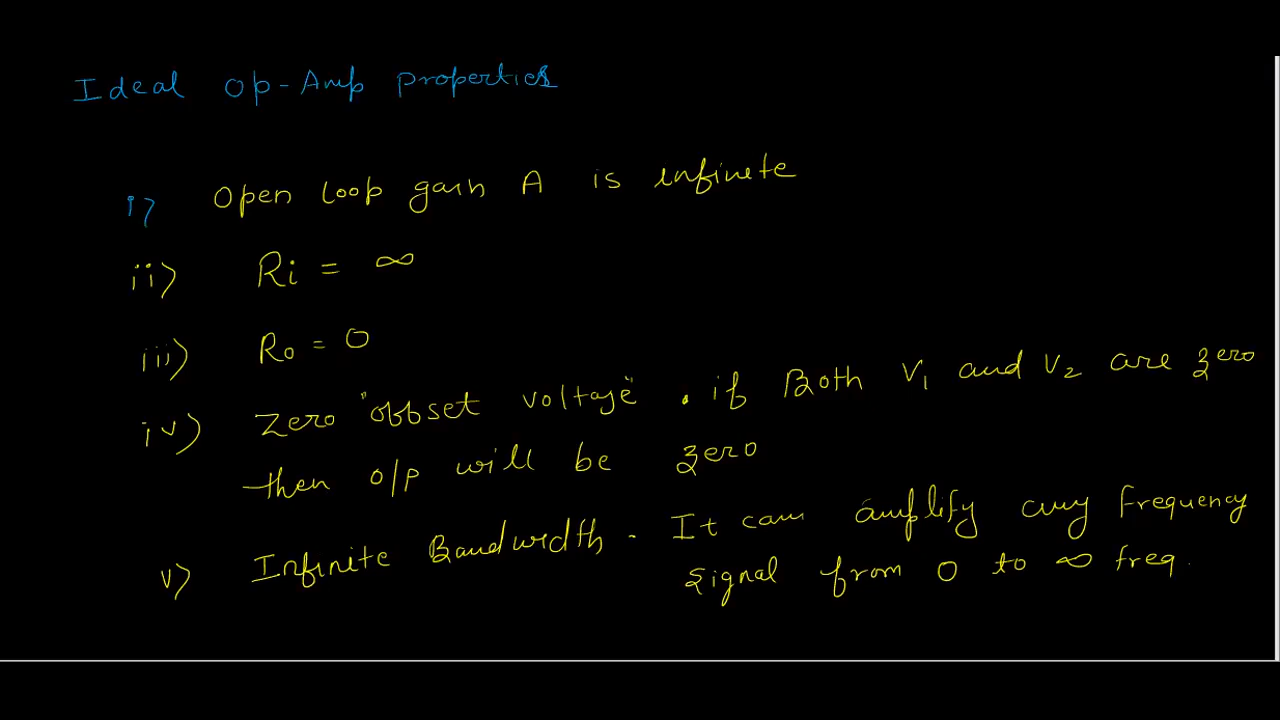 Ideal Op-Amp properties
i) Open loop gain A is infinite
ii) Ri = ∞
iii) Ro = 0
iv) Zero "offset voltage". if Both V1 and V2 are zero
then o/p will be zero
v) Infinite Bandwidth. It can amplify any frequency
signal from 0 to ∞ freq.